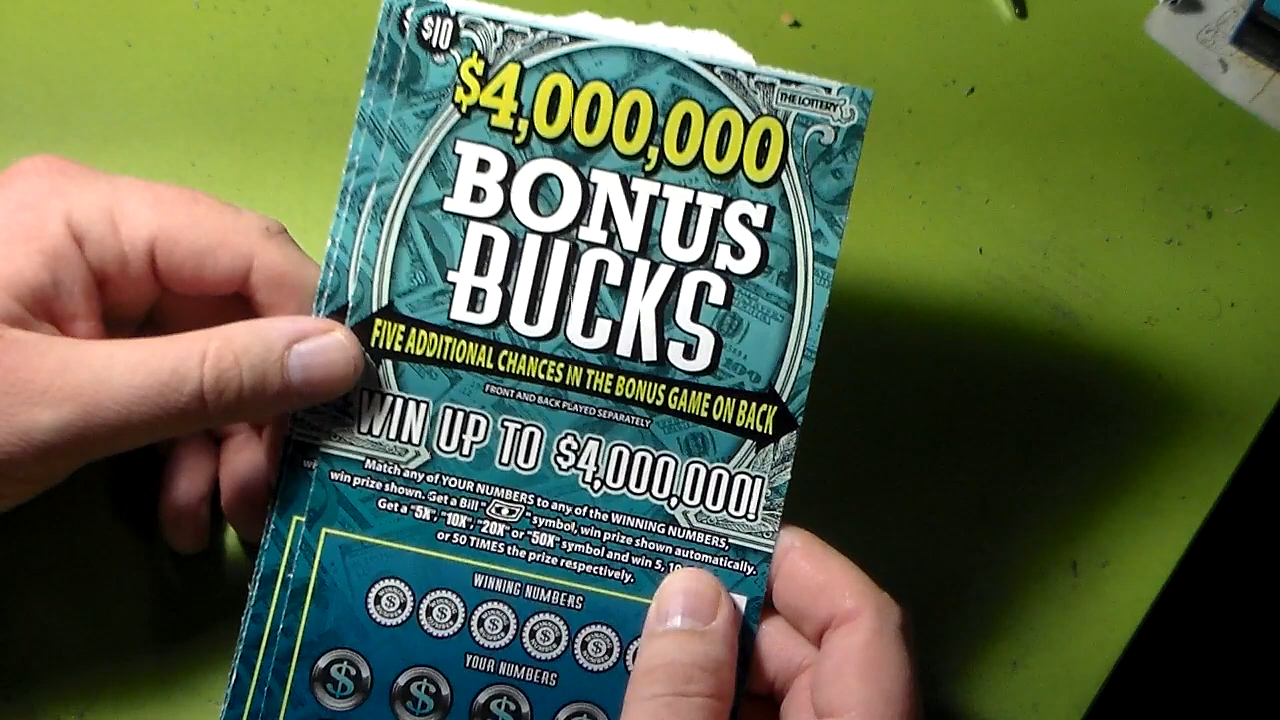 $10
THE LOTTERY
$4,000,000
BONUS
BUCKS
FIVE ADDITIONAL CHANCES IN THE BONUS GAME ON BACK
FRONT AND BACK PLAYED SEPARATELY
WIN UP TO $4,000,000!
Match any of YOUR NUMBERS to any of the WINNING NUMBERS,
win prize shown. Get a Bill " " symbol, win prize shown automatically.
Get a "5X", "10X", "20X" or "50X" symbol and win 5, 10
or 50 TIMES the prize respectively.
WINNING NUMBERS
YOUR NUMBERS